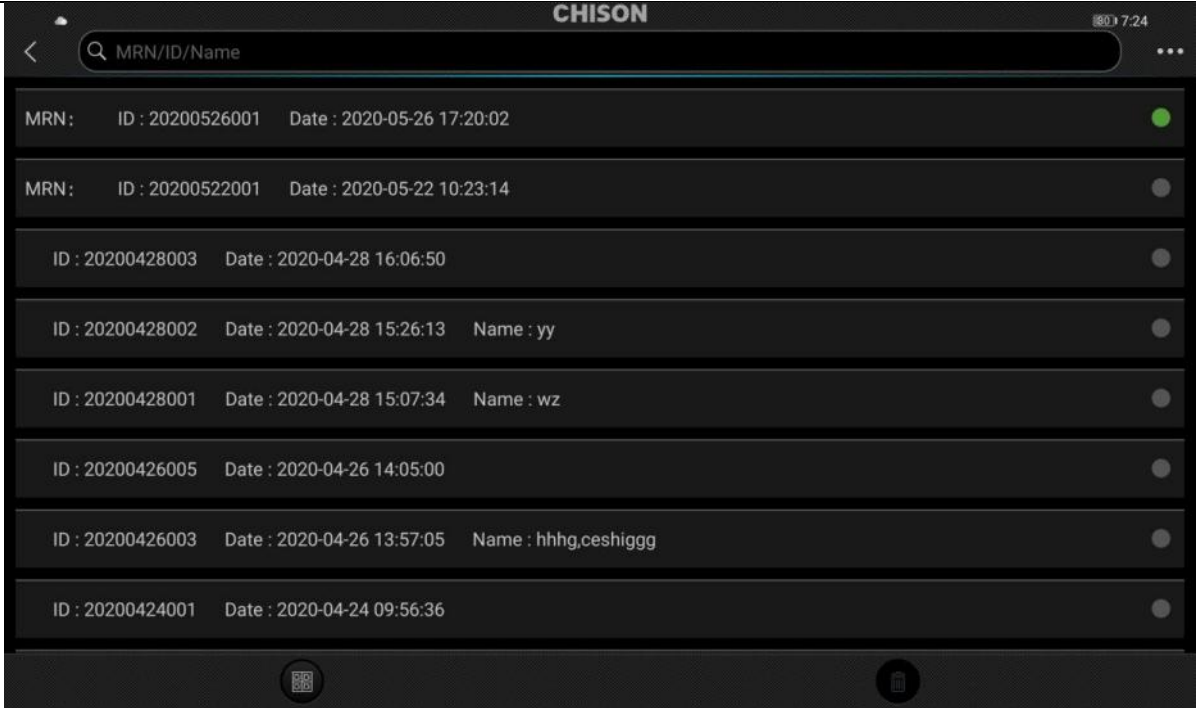 CHISON
80 7:24
MRN/ID/Name
MRN: ID : 20200526001 Date : 2020-05-26 17:20:02
MRN: ID : 20200522001 Date : 2020-05-22 10:23:14
ID : 20200428003 Date : 2020-04-28 16:06:50
ID : 20200428002 Date : 2020-04-28 15:26:13 Name : yy
ID : 20200428001 Date : 2020-04-28 15:07:34 Name : wz
ID : 20200426005 Date : 2020-04-26 14:05:00
ID : 20200426003 Date : 2020-04-26 13:57:05 Name : hhhg,ceshiggg
ID : 20200424001 Date : 2020-04-24 09:56:36